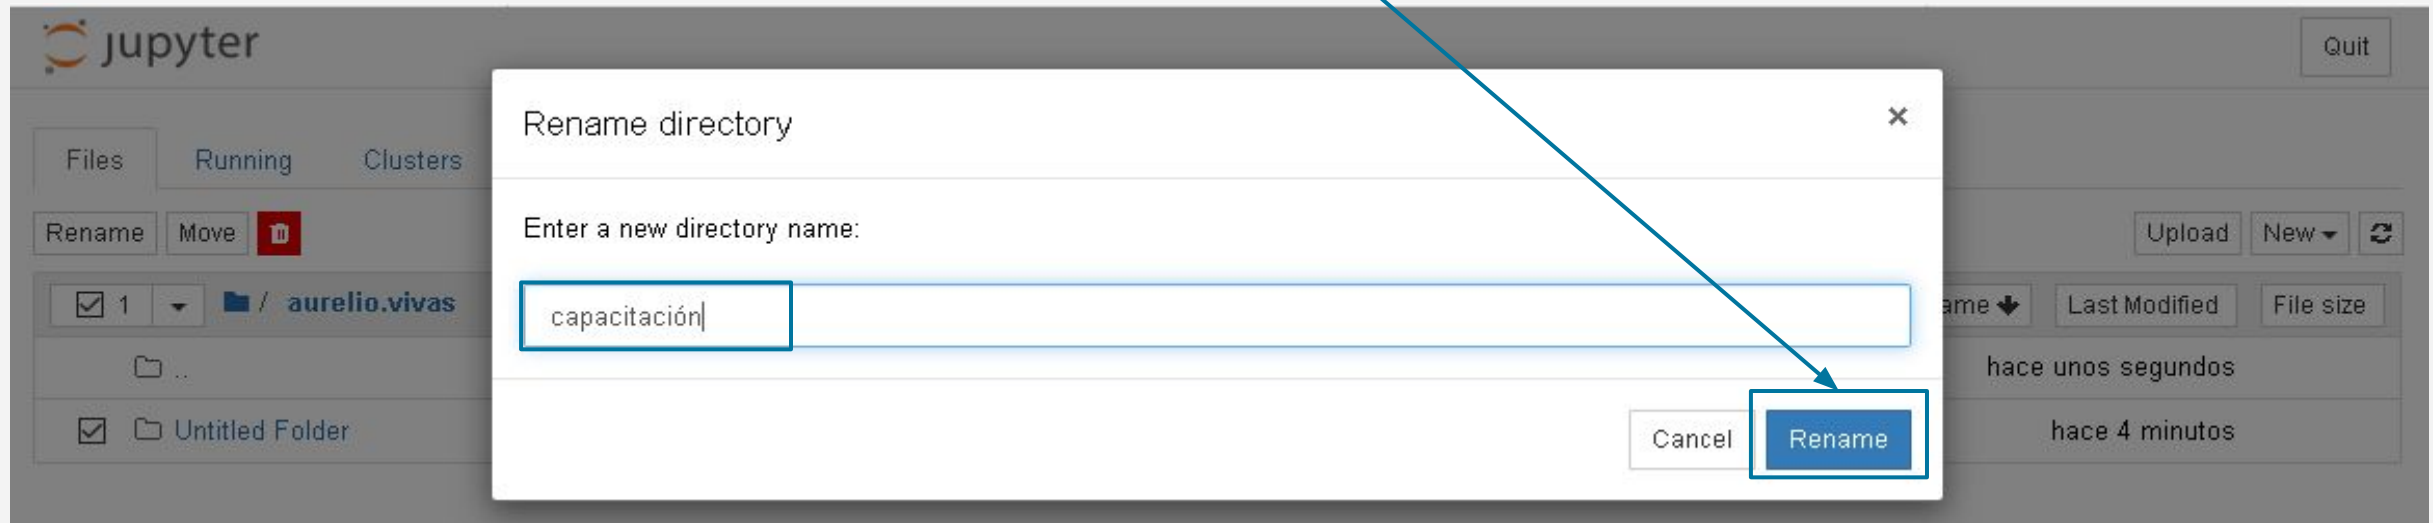 jupyter
Quit
Rename directory
×
Files Running Clusters
Enter a new directory name:
Rename Move
Upload New
capacitación
1 / aurelio.vivas
ame Last Modified File size
..
hace unos segundos
Untitled Folder
hace 4 minutos
Cancel Rename